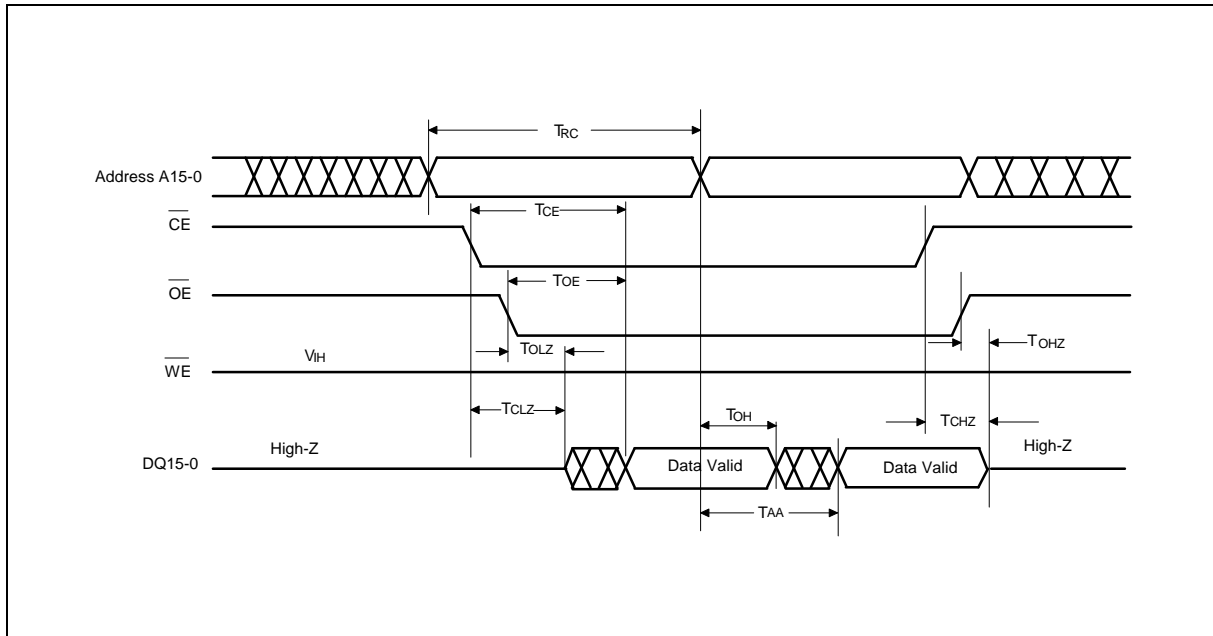 TRC
Address A15-0
TCE
CE
TOE
OE
TOLZ
TOHZ
VIH
WE
TCLZ
TOH
TCHZ
High-Z
High-Z
DQ15-0
Data Valid
Data Valid
TAA